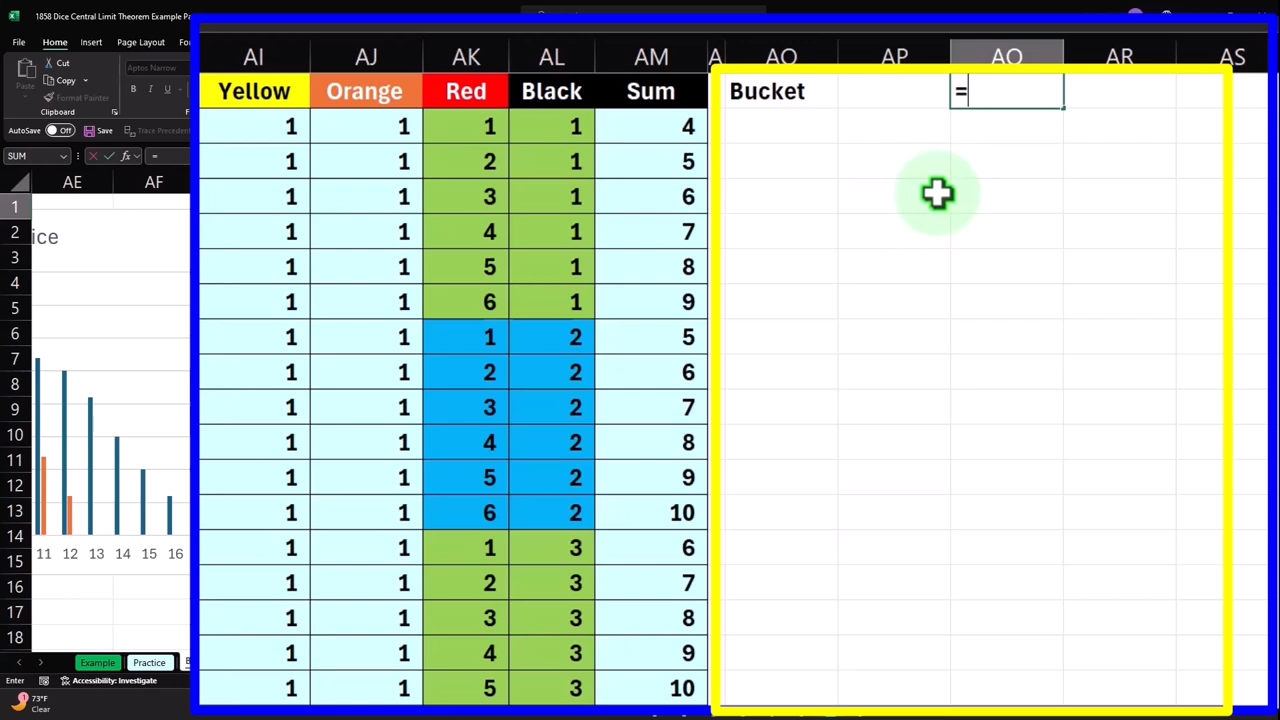 1858 Dice Central Limit Theorem Example Pa
File Home Insert Page Layout For
Cut
Copy
Format Painter
Paste
Clipboard
Aptos Narrow
B I U
AutoSave Off Save Trace Precedent
SUM fx =
AE AF
1
2 ice
3
4
5
6
7
8
9
10
11
12
13
14
15
16
17
18
11 12 13 14 15 16
AI AJ AK AL AM A AO AP AQ AR AS
Yellow Orange Red Black Sum Bucket =
1 1 1 1 4
1 1 2 1 5
1 1 3 1 6
1 1 4 1 7
1 1 5 1 8
1 1 6 1 9
1 1 1 2 5
1 1 2 2 6
1 1 3 2 7
1 1 4 2 8
1 1 5 2 9
1 1 6 2 10
1 1 1 3 6
1 1 2 3 7
1 1 3 3 8
1 1 4 3 9
1 1 5 3 10
Example Practice
Enter Accessibility: Investigate
73°F
Clear